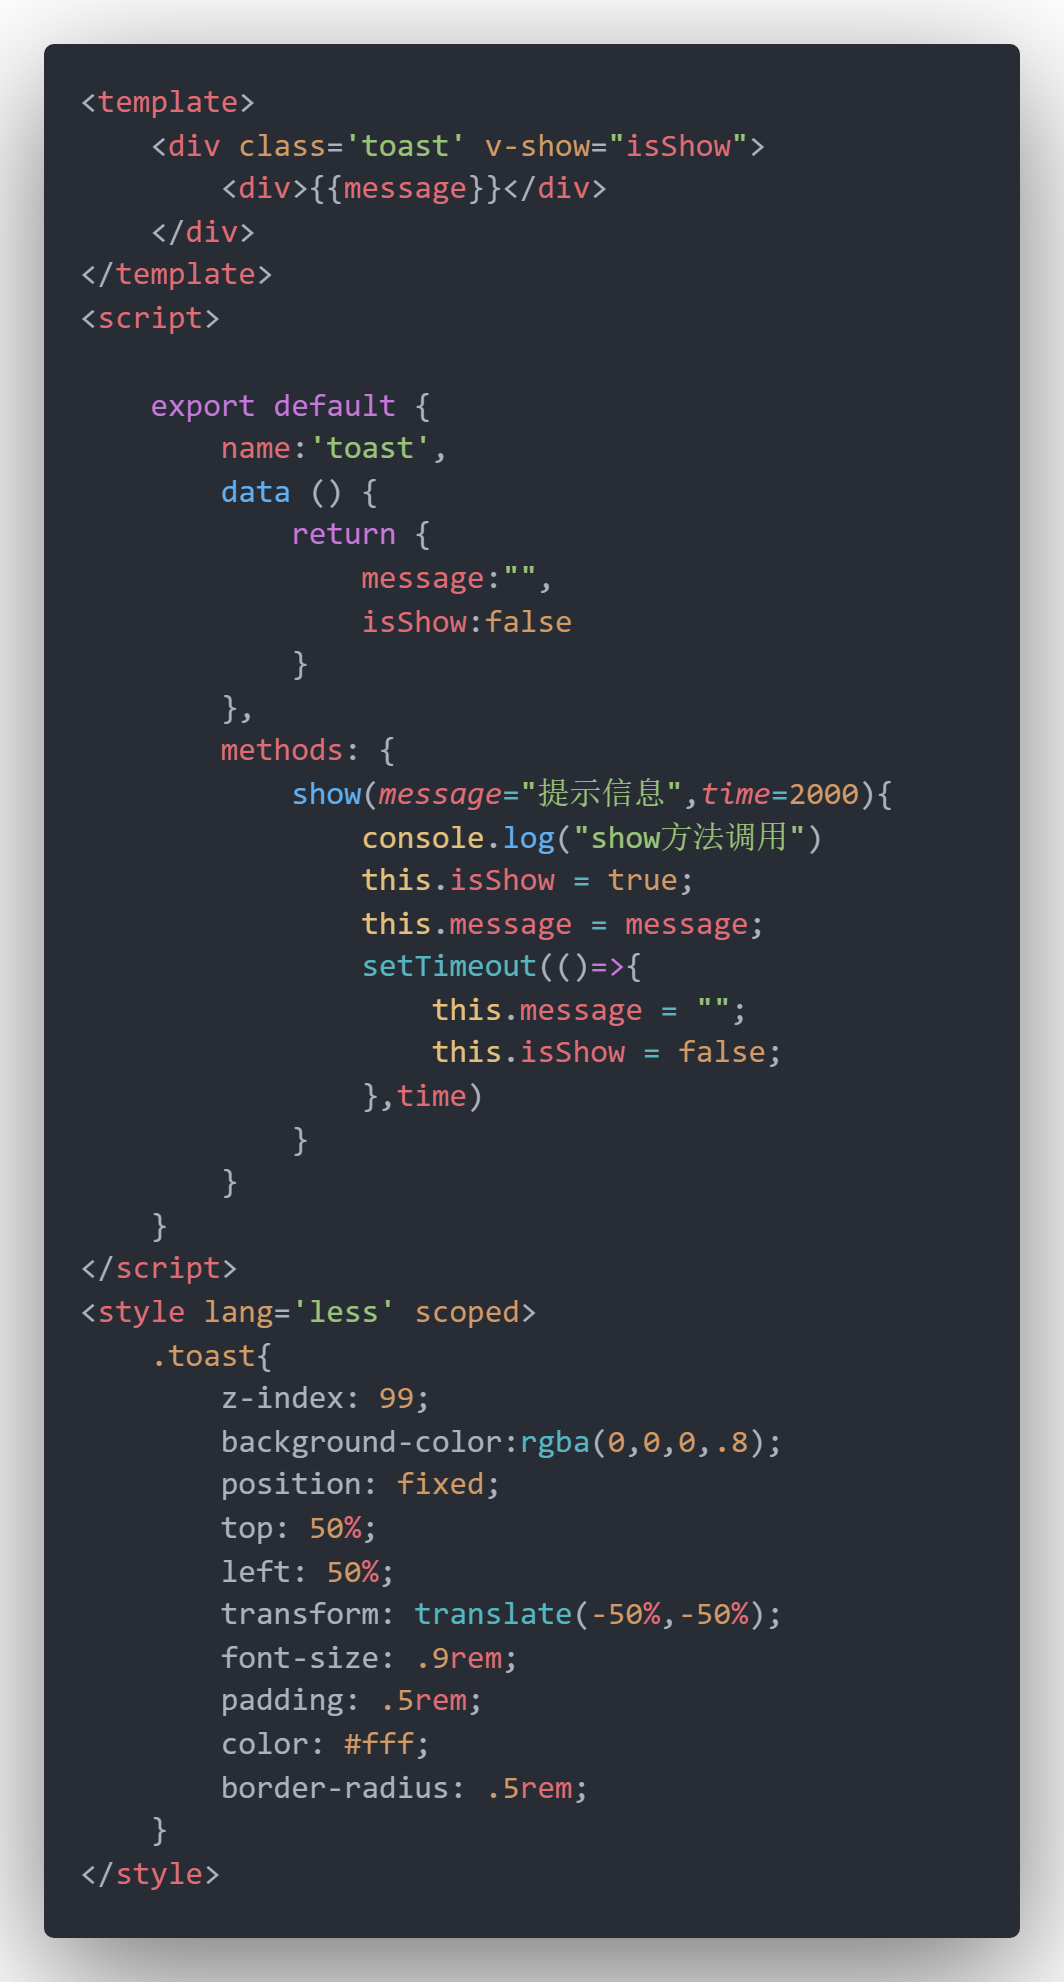 <template>
    <div class='toast' v-show="isShow">
        <div>{{message}}</div>
    </div>
</template>
<script>

    export default {
        name:'toast',
        data () {
            return {
                message:"",
                isShow:false
            }
        },
        methods: {
            show(message="提示信息",time=2000){
                console.log("show方法调用")
                this.isShow = true;
                this.message = message;
                setTimeout(()=>{
                    this.message = "";
                    this.isShow = false;
                },time)
            }
        }
    }
</script>
<style lang='less' scoped>
    .toast{
        z-index: 99;
        background-color:rgba(0,0,0,.8);
        position: fixed;
        top: 50%;
        left: 50%;
        transform: translate(-50%,-50%);
        font-size: .9rem;
        padding: .5rem;
        color: #fff;
        border-radius: .5rem;
    }
</style>